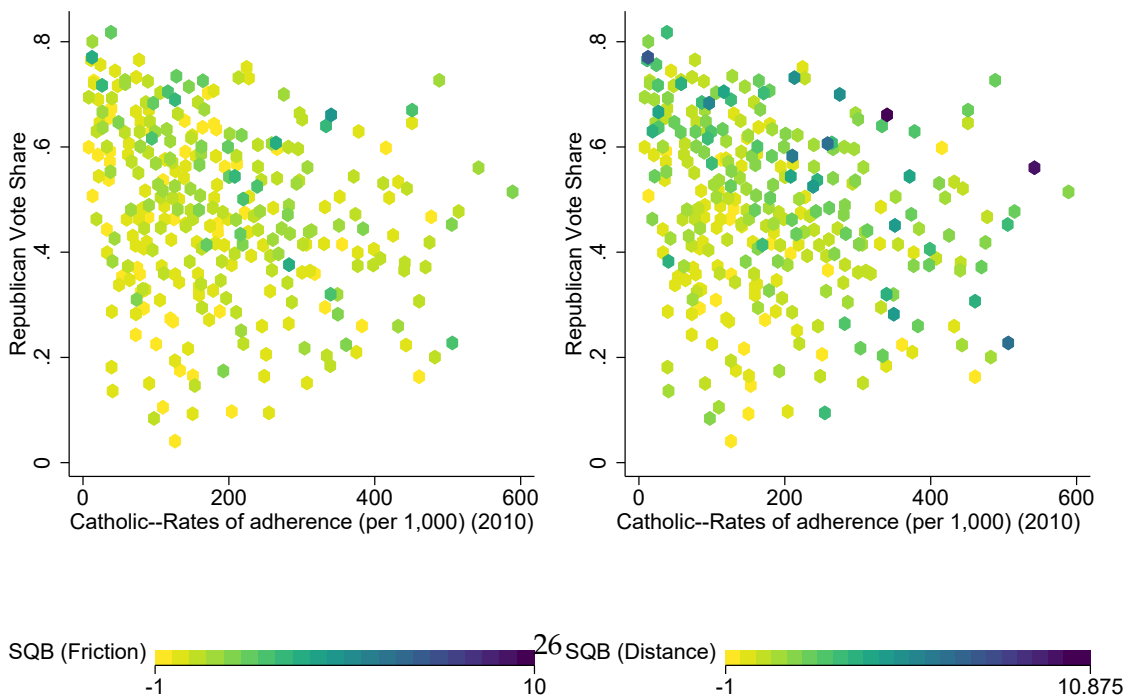 Republican Vote Share
.8
.6
.4
.2
0
0 200 400 600
Catholic--Rates of adherence (per 1,000) (2010)
Republican Vote Share
.8
.6
.4
.2
0
0 200 400 600
Catholic--Rates of adherence (per 1,000) (2010)
SQB (Friction)
-1 10
26
SQB (Distance)
-1 10.875